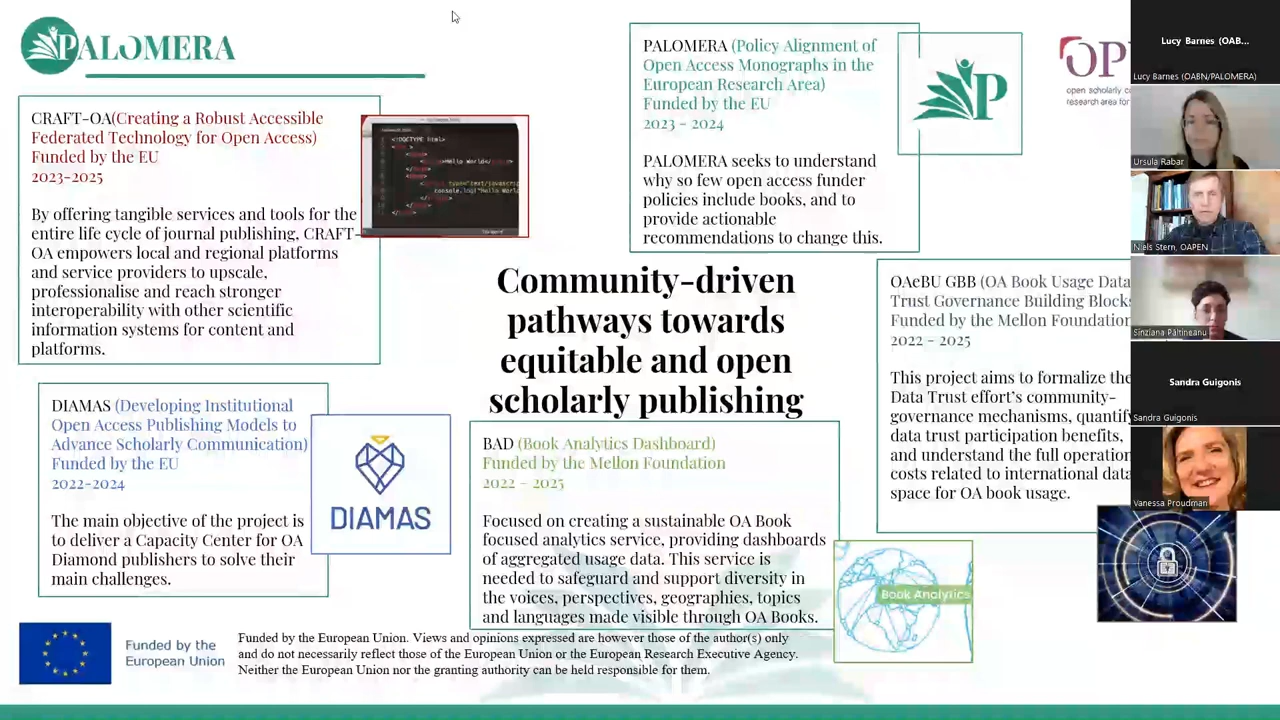 PALOMERA
CRAFT-OA(Creating a Robust Accessible
Federated Technology for Open Access)
Funded by the EU
2023-2025
By offering tangible services and tools for the
entire life cycle of journal publishing, CRAFT-
OA empowers local and regional platforms
and service providers to upscale,
professionalise and reach stronger
interoperability with other scientific
information systems for content and
platforms.
<!DOCTYPE html>
PALOMERA (Policy Alignment of
Open Access Monographs in the
European Research Area)
Funded by the EU
2023 - 2024
PALOMERA seeks to understand
why so few open access funder
policies include books, and to
provide actionable
recommendations to change this.
P
OP
open scholarly co
research area for
Community-driven
pathways towards
equitable and open
scholarly publishing
OAeBU GBB (OA Book Usage Data
Trust Governance Building Blocks
Funded by the Mellon Foundation
2022 - 2025
This project aims to formalize the
Data Trust effort's community-
governance mechanisms, quantify
data trust participation benefits,
and understand the full operation
costs related to international data
space for OA book usage.
DIAMAS (Developing Institutional
Open Access Publishing Models to
Advance Scholarly Communication)
Funded by the EU
2022-2024
The main objective of the project is
to deliver a Capacity Center for OA
Diamond publishers to solve their
main challenges.
DIAMAS
BAD (Book Analytics Dashboard)
Funded by the Mellon Foundation
2022 - 2025
Focused on creating a sustainable OA Book
focused analytics service, providing dashboards
of aggregated usage data. This service is
needed to safeguard and support diversity in
the voices, perspectives, geographies, topics
and languages made visible through OA Books.
Book Analytics
Funded by the
European Union
Funded by the European Union. Views and opinions expressed are however those of the author(s) only
and do not necessarily reflect those of the European Union or the European Research Executive Agency.
Neither the European Union nor the granting authority can be held responsible for them.
Lucy Barnes (OAB...
Lucy Barnes (OABN/PALOMERA)
Ursula Rabar
Niels Stern, OAPEN
Sinziana Păltineanu
Sandra Guigonis
Sandra Guigonis
Vanessa Proudman